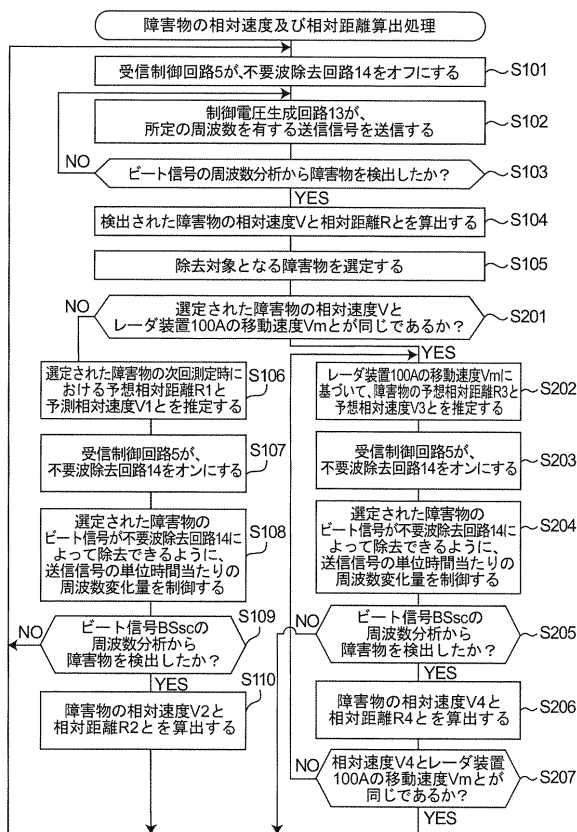 障害物の相対速度及び相対距離算出処理
受信制御回路5が、不要波除去回路14をオフにする
S101
制御電圧生成回路13が、
所定の周波数を有する送信信号を送信する
S102
NO
ビート信号の周波数分析から障害物を検出したか?
S103
YES
検出された障害物の相対速度Vと相対距離Rとを算出する
S104
除去対象となる障害物を選定する
S105
NO
選定された障害物の相対速度Vと
レーダ装置100Aの移動速度Vmとが同じであるか?
S201
YES
選定された障害物の次回測定時に
おける予想相対距離R1と
予測相対速度V1とを推定する
S106
受信制御回路5が、
不要波除去回路14をオンにする
S107
選定された障害物の
ビート信号が不要波除去回路14に
よって除去できるように、
送信信号の単位時間当たりの
周波数変化量を制御する
S108
NO
ビート信号BSscの
周波数分析から
障害物を検出したか?
S109
YES
障害物の相対速度V2と
相対距離R2とを算出する
S110
レーダ装置100Aの移動速度Vmに
基づいて、障害物の予想相対距離R3と
予想相対速度V3とを推定する
S202
受信制御回路5が、
不要波除去回路14をオンにする
S203
選定された障害物の
ビート信号が不要波除去回路14に
よって除去できるように、
送信信号の単位時間当たりの
周波数変化量を制御する
S204
NO
ビート信号BSscの
周波数分析から
障害物を検出したか?
S205
YES
障害物の相対速度V4と
相対距離R4とを算出する
S206
NO
相対速度V4とレーダ装置
100Aの移動速度Vmとが
同じであるか?
S207
YES